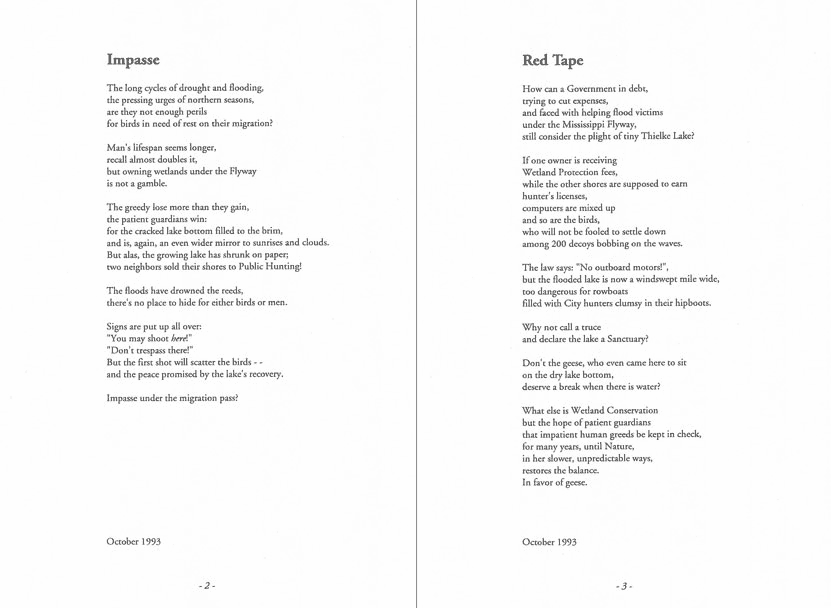 Impasse
The long cycles of drought and flooding,
the pressing urges of northern seasons,
are they not enough perils
for birds in need of rest on their migration?
Man's lifespan seems longer,
recall almost doubles it,
but owning wetlands under the Flyway
is not a gamble.
The greedy lose more than they gain,
the patient guardians win:
for the cracked lake bottom filled to the brim,
and is, again, an even wider mirror to sunrises and clouds.
But alas, the growing lake has shrunk on paper;
two neighbors sold their shores to Public Hunting!
The floods have drowned the reeds,
there's no place to hide for either birds or men.
Signs are put up all over:
"You may shoot here!"
"Don't trespass there!"
But the first shot will scatter the birds - -
and the peace promised by the lake's recovery.
Impasse under the migration pass?
October 1993
- 2 -
Red Tape
How can a Government in debt,
trying to cut expenses,
and faced with helping flood victims
under the Mississippi Flyway,
still consider the plight of tiny Thielke Lake?
If one owner is receiving
Wetland Protection fees,
while the other shores are supposed to earn
hunter's licenses,
computers are mixed up
and so are the birds,
who will not be fooled to settle down
among 200 decoys bobbing on the waves.
The law says: "No outboard motors!",
but the flooded lake is now a windswept mile wide,
too dangerous for rowboats
filled with City hunters clumsy in their hipboots.
Why not call a truce
and declare the lake a Sanctuary?
Don't the geese, who even came here to sit
on the dry lake bottom,
deserve a break when there is water?
What else is Wetland Conservation
but the hope of patient guardians
that impatient human greeds be kept in check,
for many years, until Nature,
in her slower, unpredictable ways,
restores the balance.
In favor of geese.
October 1993
- 3 -